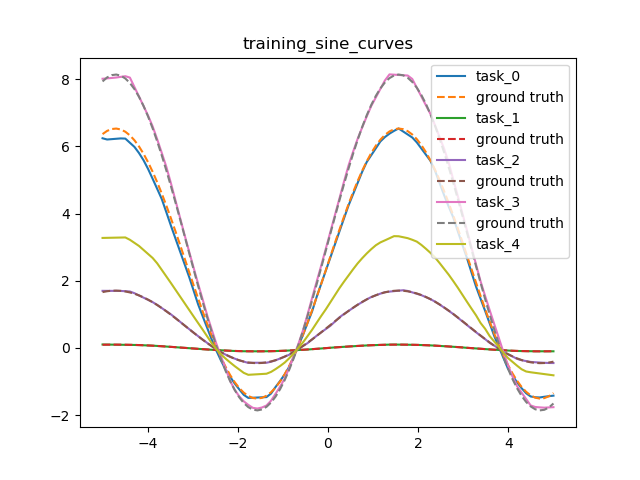 training_sine_curves
8
6
4
2
0
−2
−4
−2
0
2
4
task_0
ground truth
task_1
ground truth
task_2
ground truth
task_3
ground truth
task_4